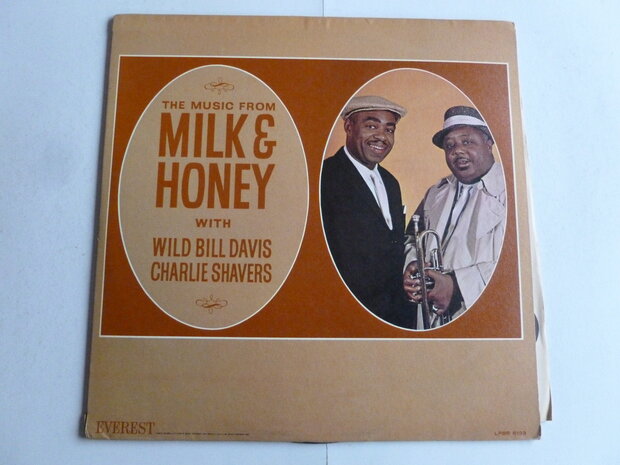 THE MUSIC FROM
MILK &
HONEY
WITH
WILD BILL DAVIS
CHARLIE SHAVERS
EVEREST